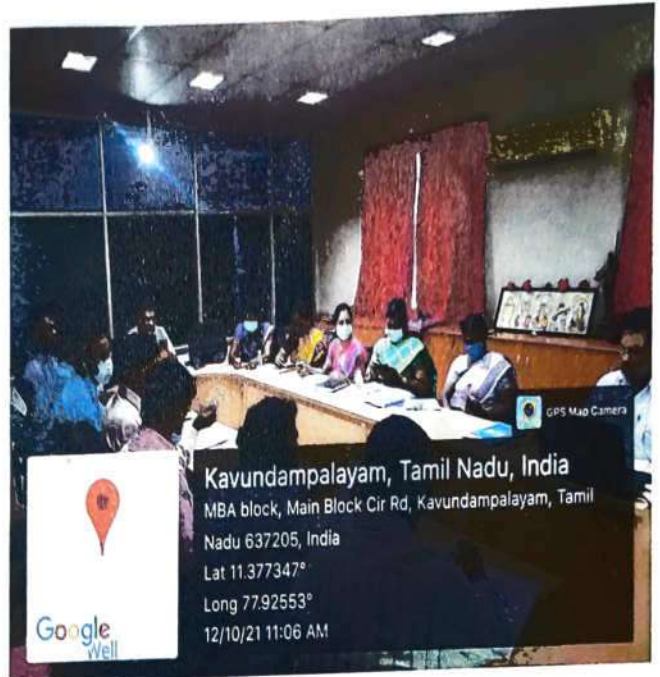 GPS Map Camera
Kavundampalayam, Tamil Nadu, India
MBA block, Main Block Cir Rd, Kavundampalayam, Tamil
Nadu 637205, India
Lat 11.377347°
Long 77.92553°
12/10/21 11:06 AM
Google
Well